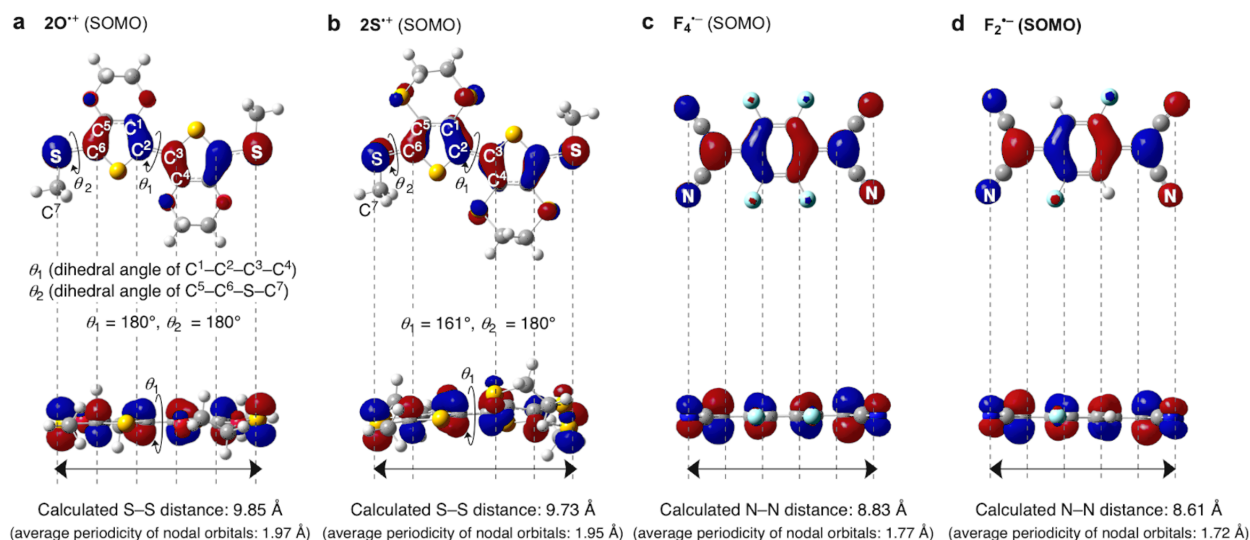 a 2O•+ (SOMO)
b 2S•+ (SOMO)
c F4•− (SOMO)
d F2•− (SOMO)
C5 C1
S C6 C2 C3 S
θ2 θ1 C4
C7
C5 C1
S C6 C2 C3 S
θ2 θ1 C4
C7
N N
N N
θ1 (dihedral angle of C1–C2–C3–C4)
θ2 (dihedral angle of C5–C6–S–C7)
θ1 = 180°, θ2 = 180°
θ1 = 161°, θ2 = 180°
θ1
θ1
Calculated S–S distance: 9.85 Å
(average periodicity of nodal orbitals: 1.97 Å)
Calculated S–S distance: 9.73 Å
(average periodicity of nodal orbitals: 1.95 Å)
Calculated N–N distance: 8.83 Å
(average periodicity of nodal orbitals: 1.77 Å)
Calculated N–N distance: 8.61 Å
(average periodicity of nodal orbitals: 1.72 Å)